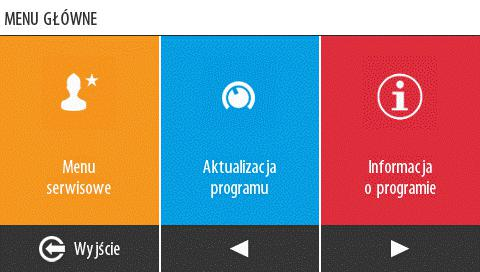 MENU GŁÓWNE
Menu
serwisowe
Aktualizacja
programu
Informacja
o programie
Wyjście